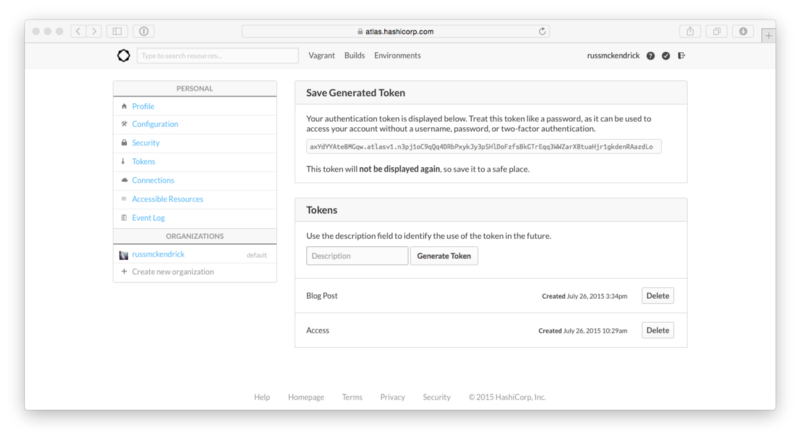 atlas.hashicorp.com
Type to search resources...
Vagrant Builds Environments
russmckendrick
PERSONAL
Profile
Configuration
Security
Tokens
Connections
Accessible Resources
Event Log
ORGANIZATIONS
russmckendrick default
Create new organization
Save Generated Token
Your authentication token is displayed below. Treat this token like a password, as it can be used
to access your account without a username, password, or two-factor authentication.
This token will not be displayed again, so save it to a safe place.
Tokens
Use the description field to identify the use of the token in the future.
Description Generate Token
Blog Post Created July 26, 2015 3:34pm Delete
Access Created July 26, 2015 10:29am Delete
Help Homepage Terms Privacy Security © 2015 HashiCorp, Inc.